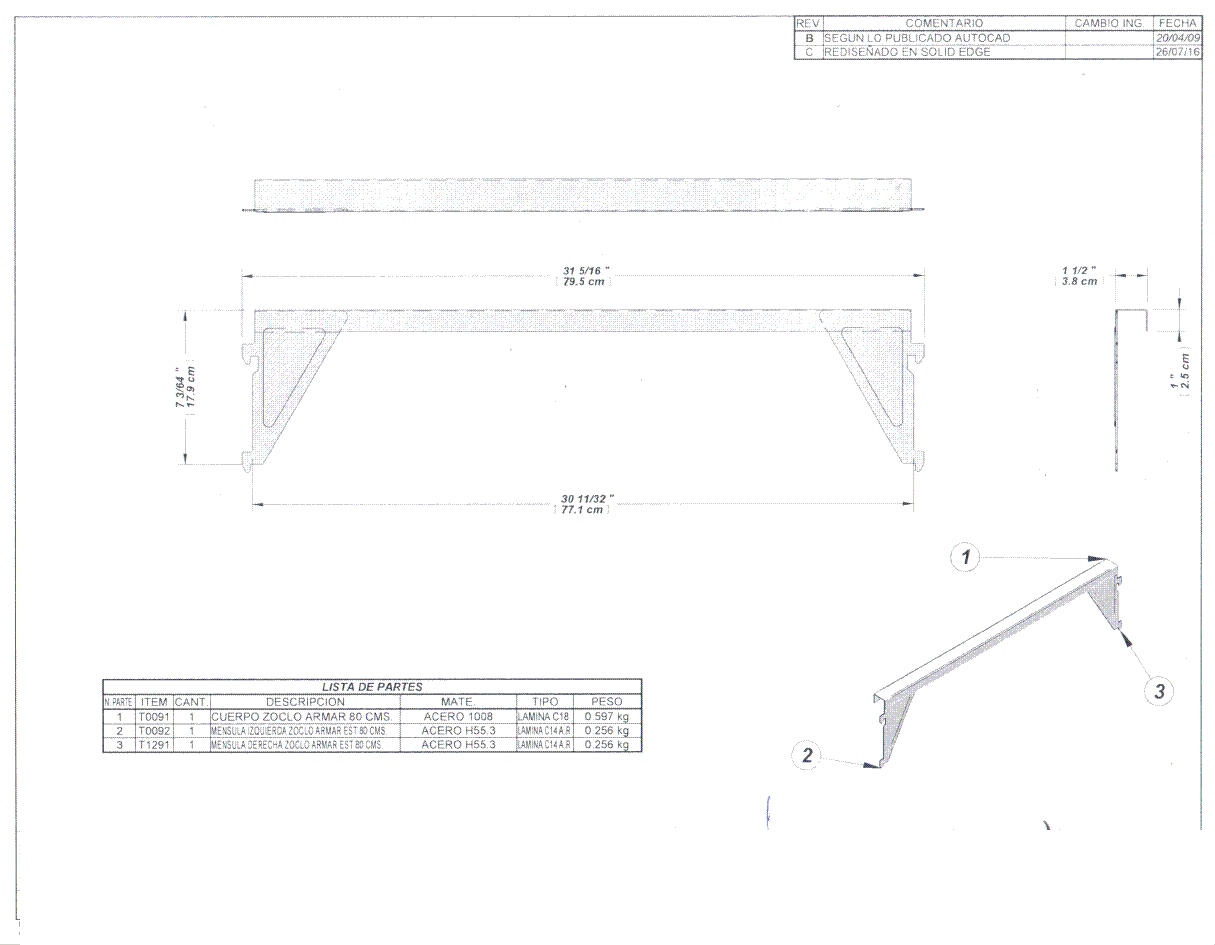 REV COMENTARIO CAMBIO ING. FECHA
B SEGUN LO PUBLICADO AUTOCAD 20/04/09
C REDISEÑADO EN SOLID EDGE 26/07/16
31 5/16 "
[ 79.5 cm ]
1 1/2 "
3.8 cm
7 3/64 "
[ 17.9 cm ]
1 "
[ 2.5 cm ]
30 11/32 "
[ 77.1 cm ]
1
2
3
LISTA DE PARTES
N.PARTE ITEM CANT. DESCRIPCION MATE. TIPO PESO
1 T0091 1 CUERPO ZOCLO ARMAR 80 CMS. ACERO 1008 LAMINA C18 0.597 kg
2 T0092 1 MENSULA IZQUIERDA ZOCLO ARMAR EST 80 CMS. ACERO H55.3 LAMINA C14 A.R 0.256 kg
3 T1291 1 MENSULA DERECHA ZOCLO ARMAR EST 80 CMS. ACERO H55.3 LAMINA C14 A.R 0.256 kg